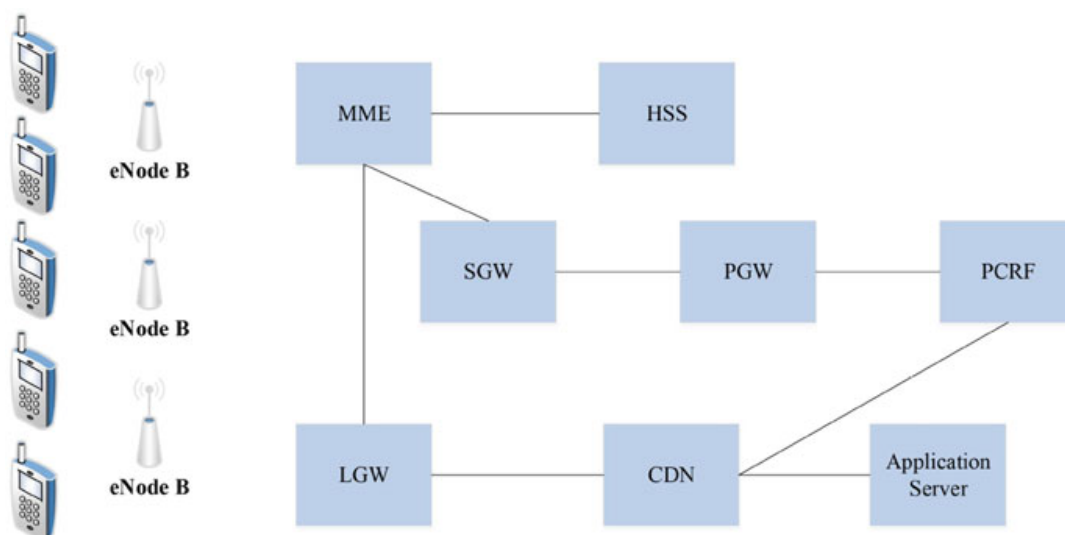 MME
HSS
eNode B
SGW
PGW
PCRF
eNode B
LGW
CDN
Application
Server
eNode B